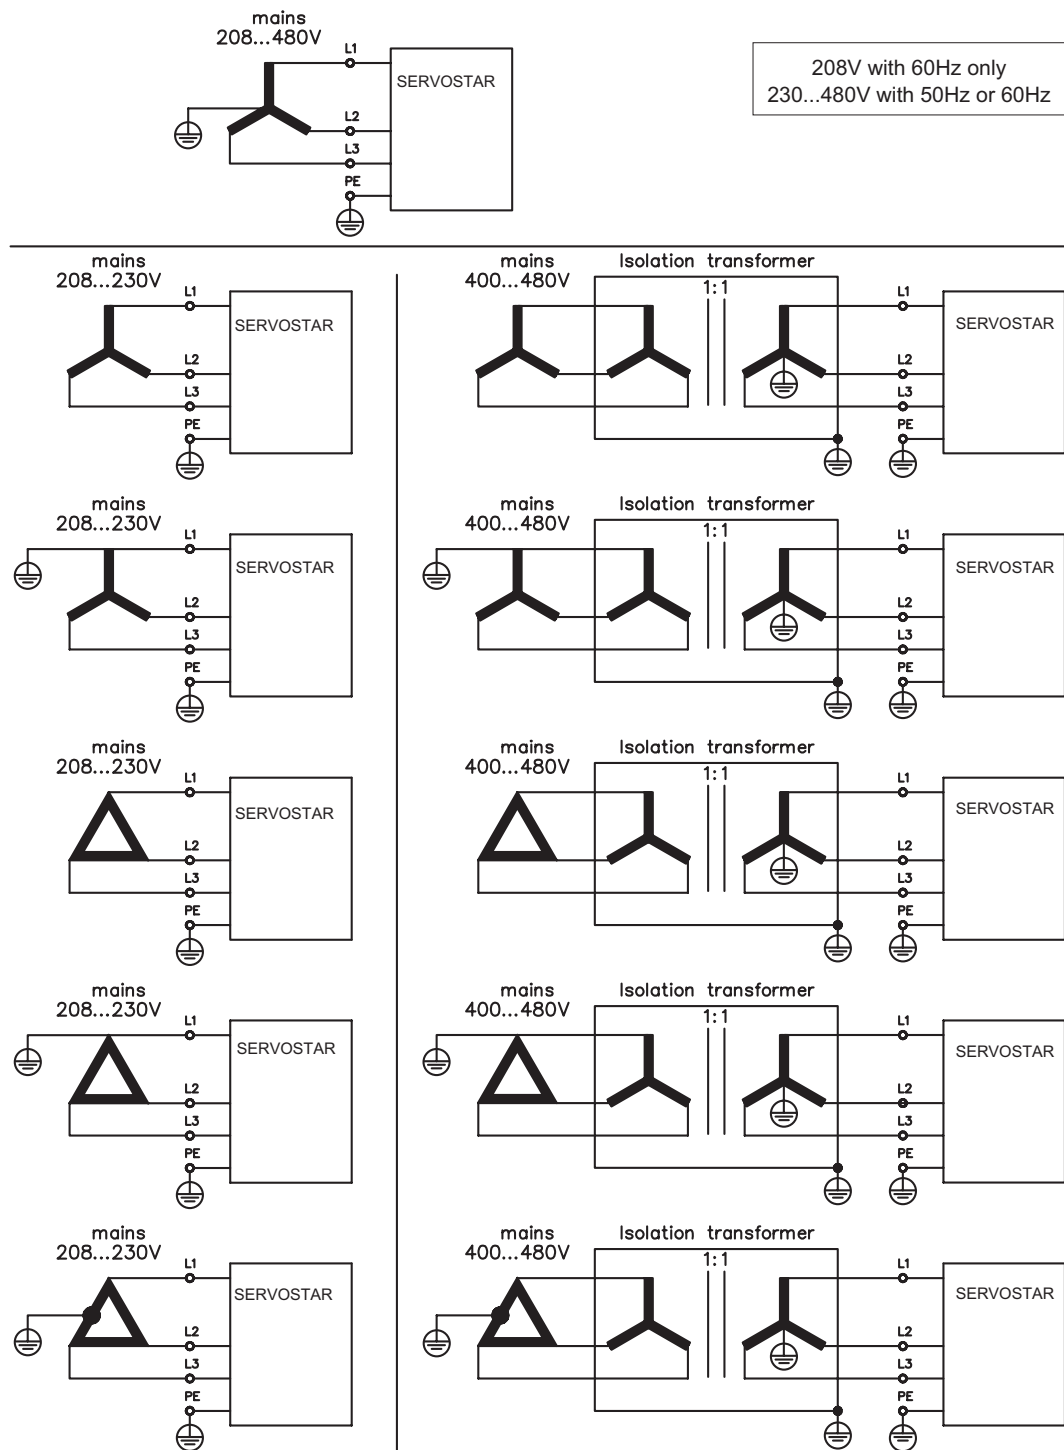 mains
208...480V
L1
SERVOSTAR
L2
L3
PE
208V with 60Hz only
230...480V with 50Hz or 60Hz
mains
208...230V
L1
SERVOSTAR
L2
L3
PE
mains
400...480V
Isolation transformer
1:1
L1
SERVOSTAR
L2
L3
PE
mains
208...230V
L1
SERVOSTAR
L2
L3
PE
mains
400...480V
Isolation transformer
1:1
L1
SERVOSTAR
L2
L3
PE
mains
208...230V
L1
SERVOSTAR
L2
L3
PE
mains
400...480V
Isolation transformer
1:1
L1
SERVOSTAR
L2
L3
PE
mains
208...230V
L1
SERVOSTAR
L2
L3
PE
mains
400...480V
Isolation transformer
1:1
L1
SERVOSTAR
L2
L3
PE
mains
208...230V
L1
SERVOSTAR
L2
L3
PE
mains
400...480V
Isolation transformer
1:1
L1
SERVOSTAR
L2
L3
PE